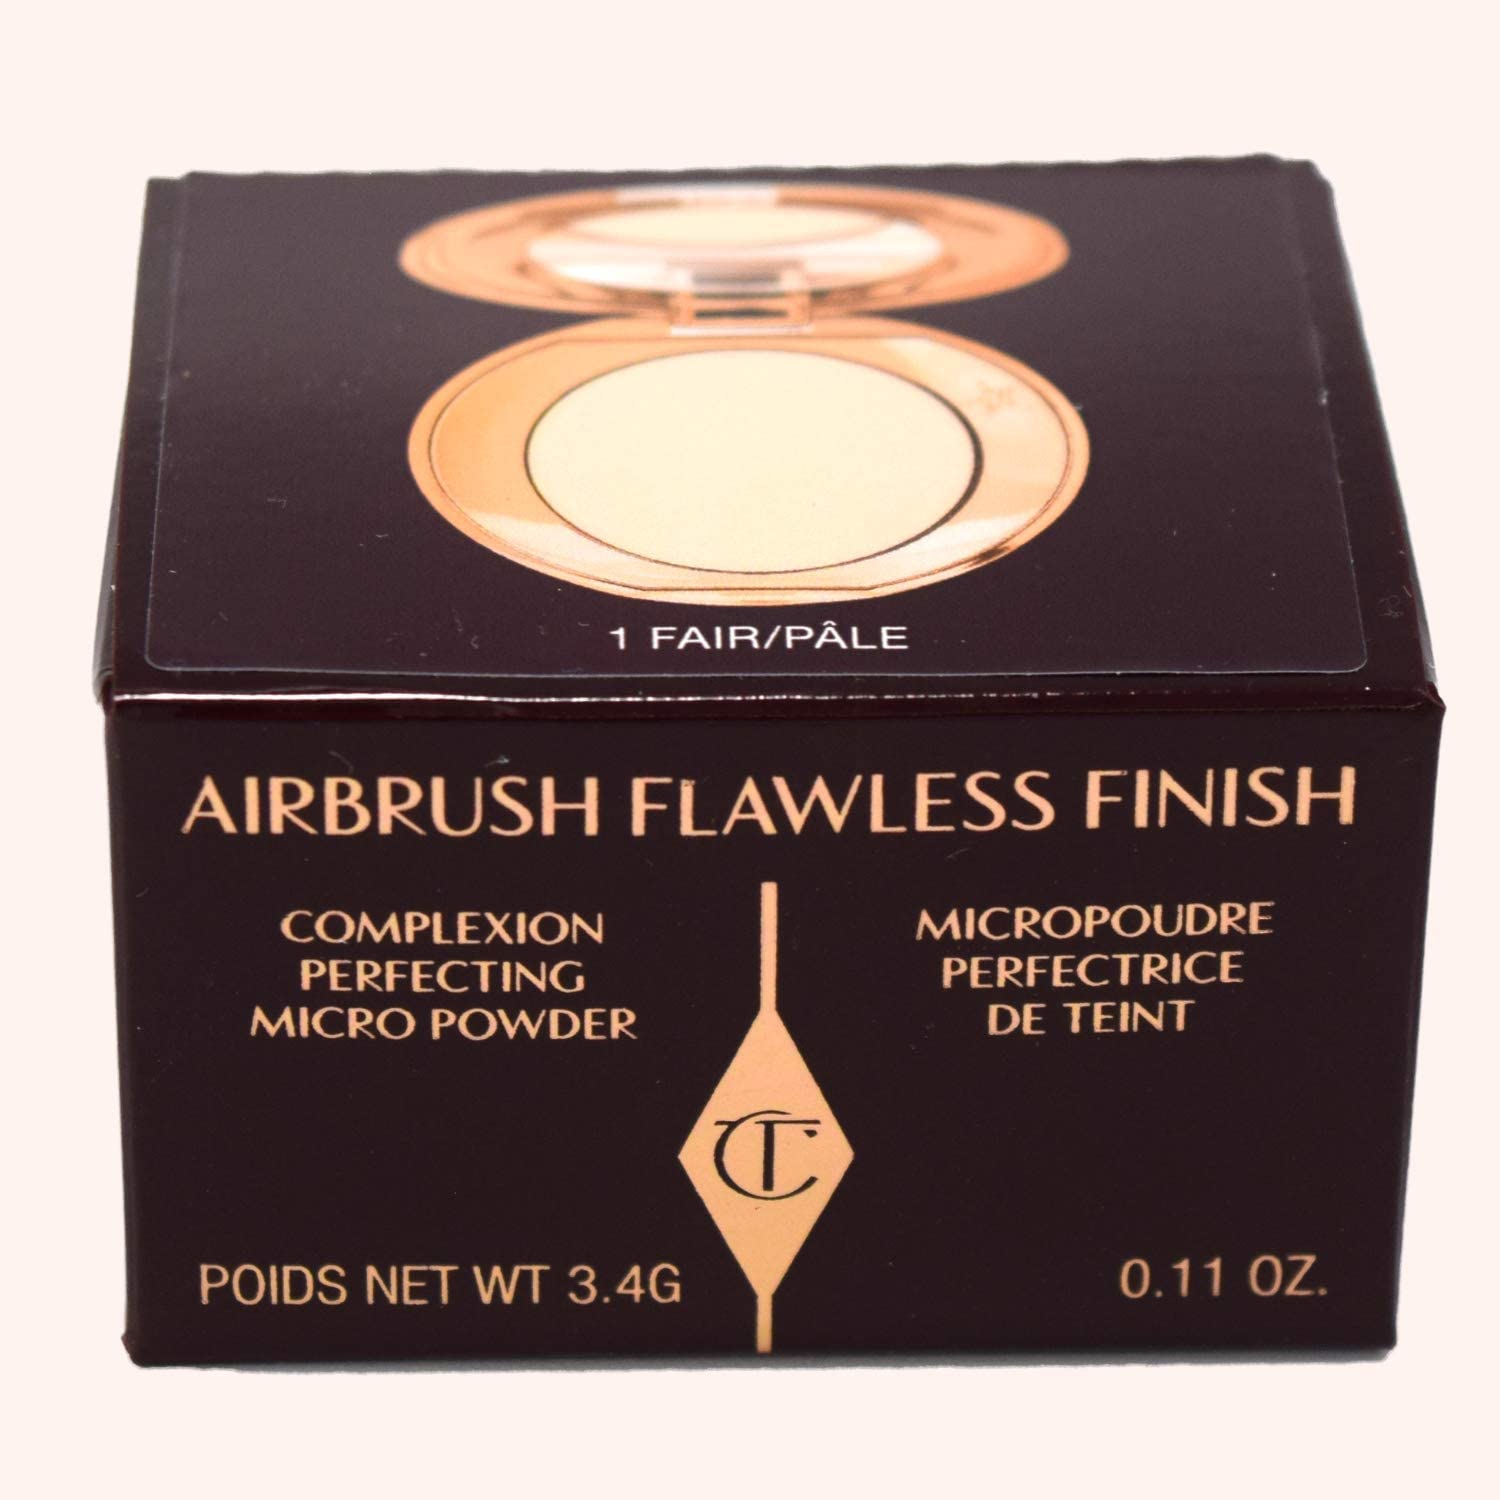 1 FAIR/PÂLE
AIRBRUSH FLAWLESS FINISH
COMPLEXION
PERFECTING
MICRO POWDER
MICROPOUDRE
PERFECTRICE
DE TEINT
CT
POIDS NET WT 3.4G
0.11 OZ.